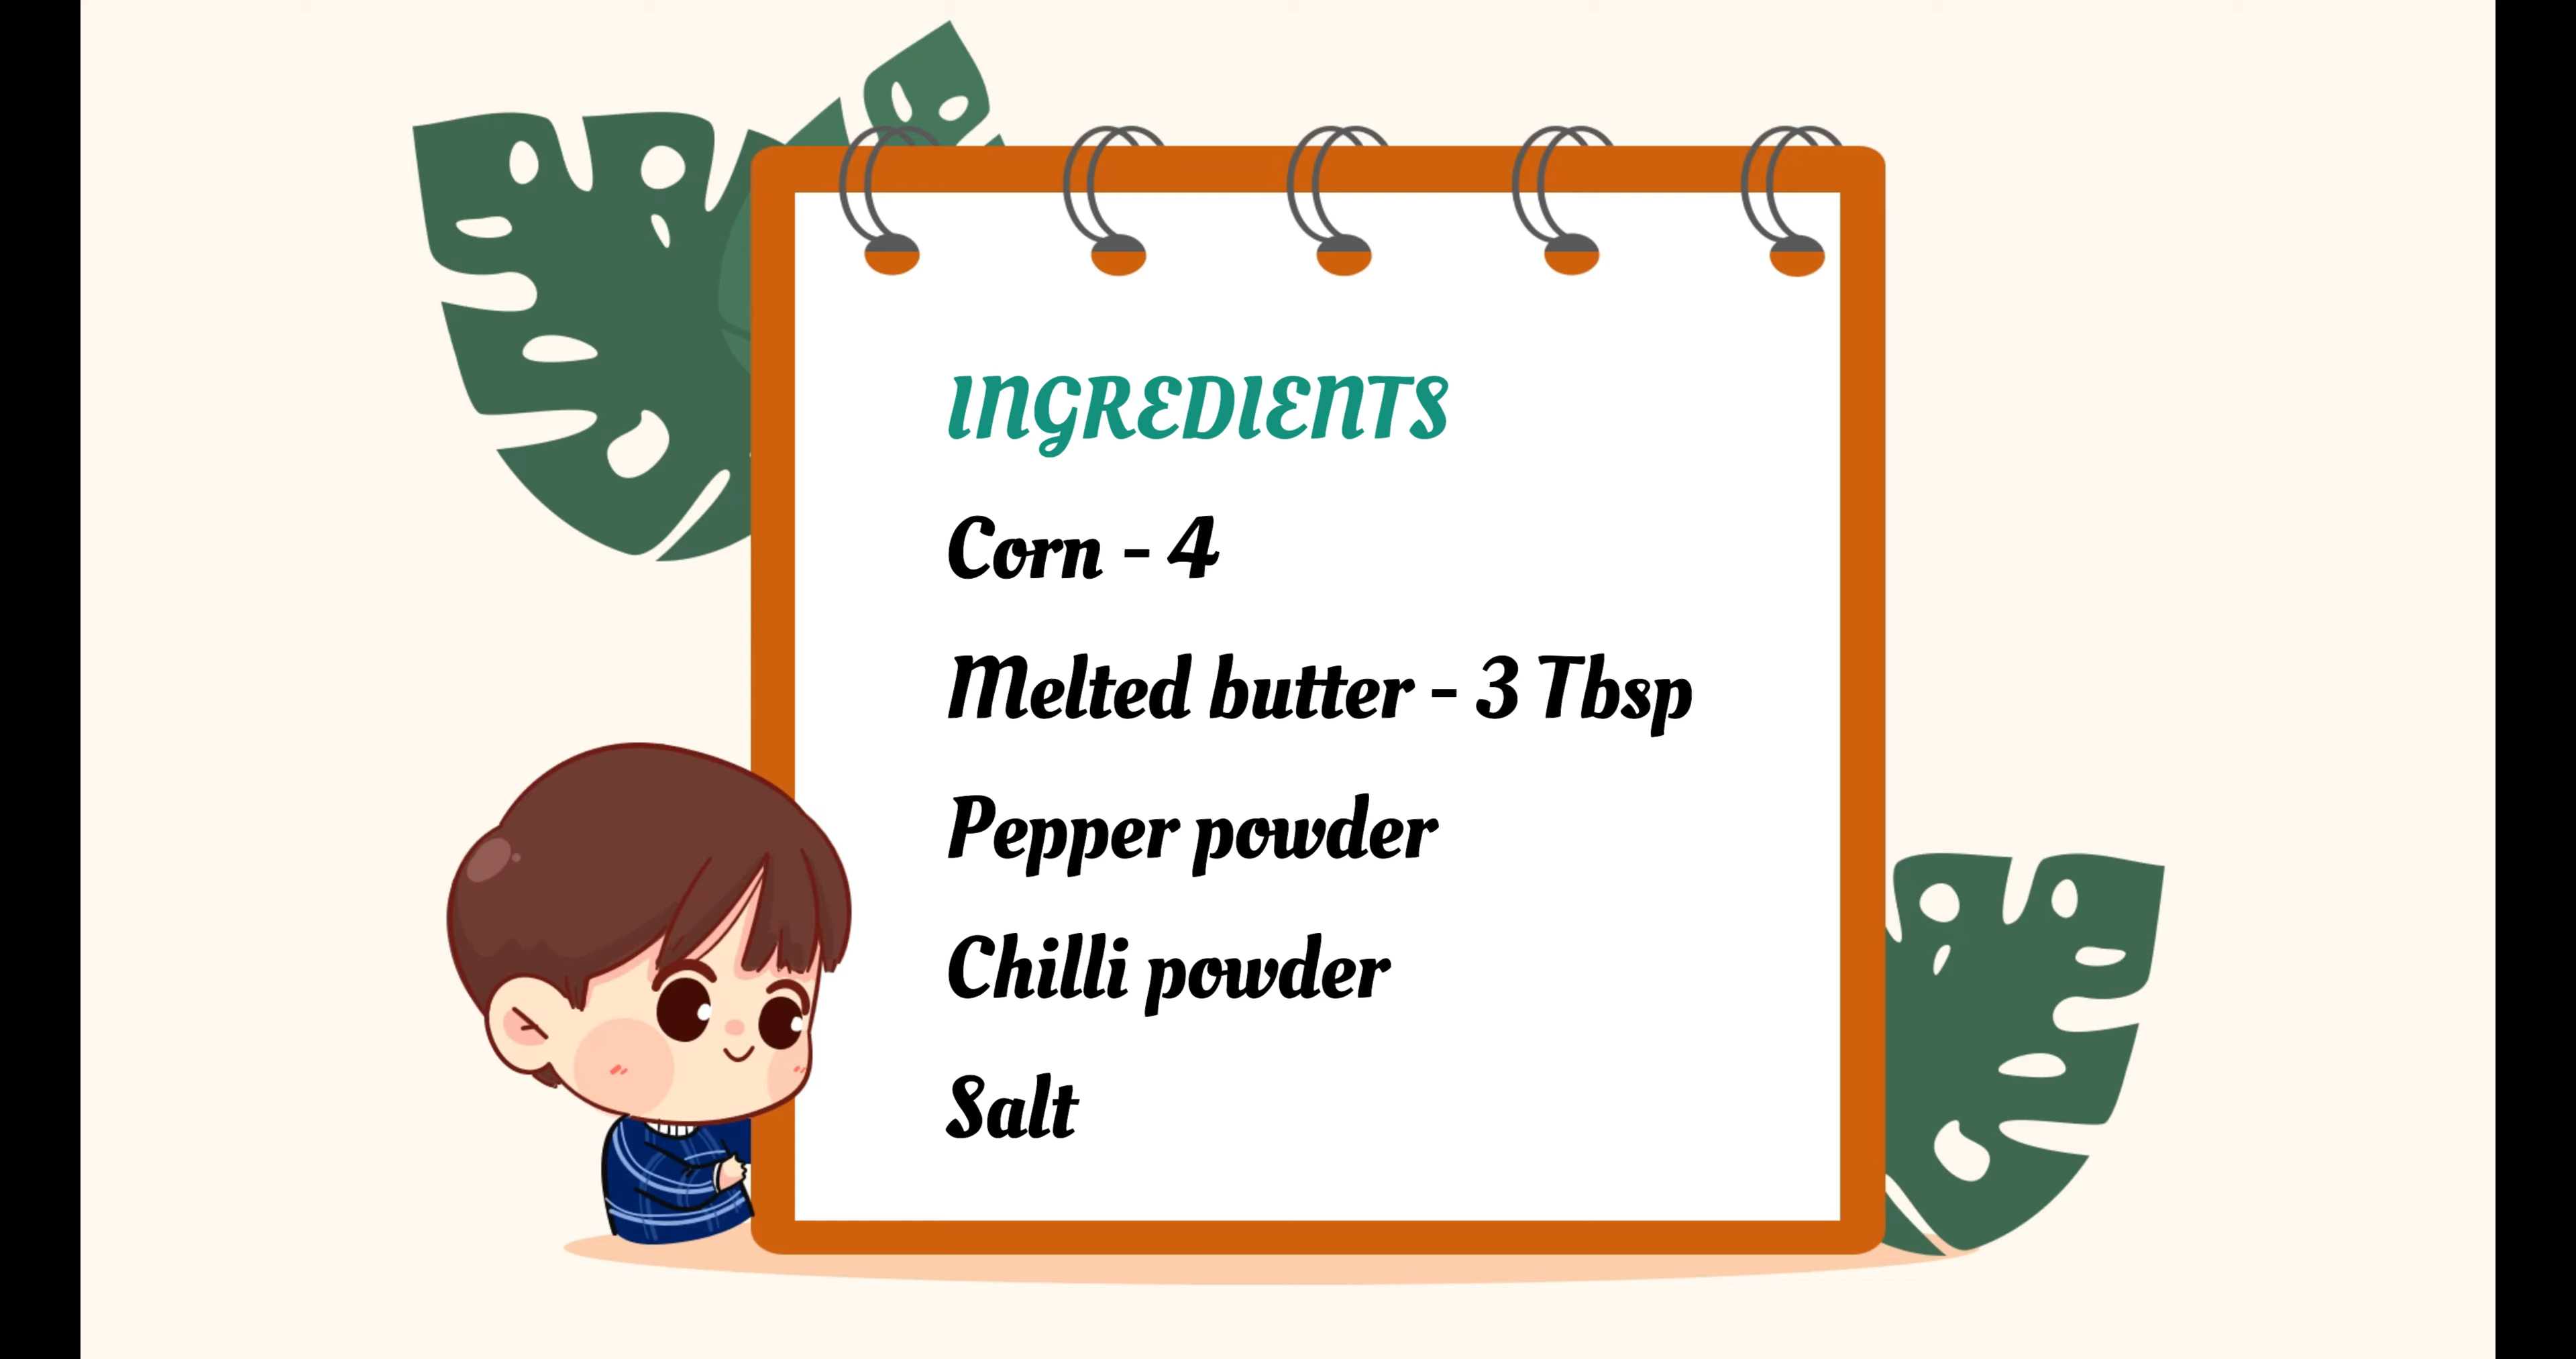 INGREDIENTS
Corn - 4
Melted butter - 3 Tbsp
Pepper powder
Chilli powder
Salt